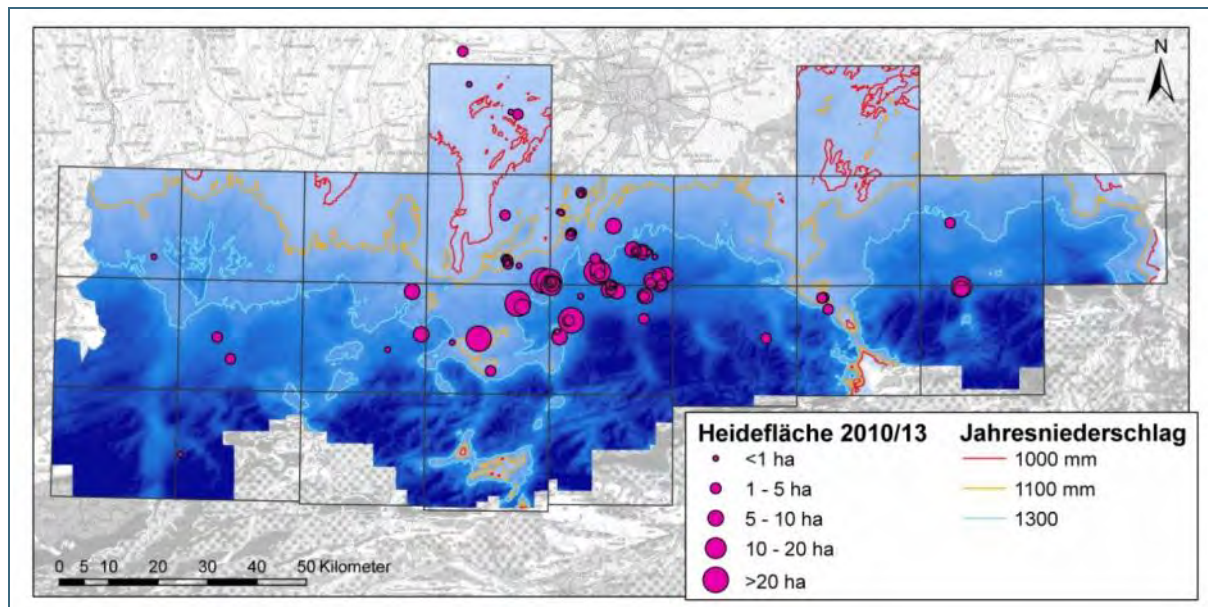 N
Heidefläche 2010/13
<1 ha
1 - 5 ha
5 - 10 ha
10 - 20 ha
>20 ha
Jahresniederschlag
1000 mm
1100 mm
1300
0 5 10 20 30 40 50 Kilometer